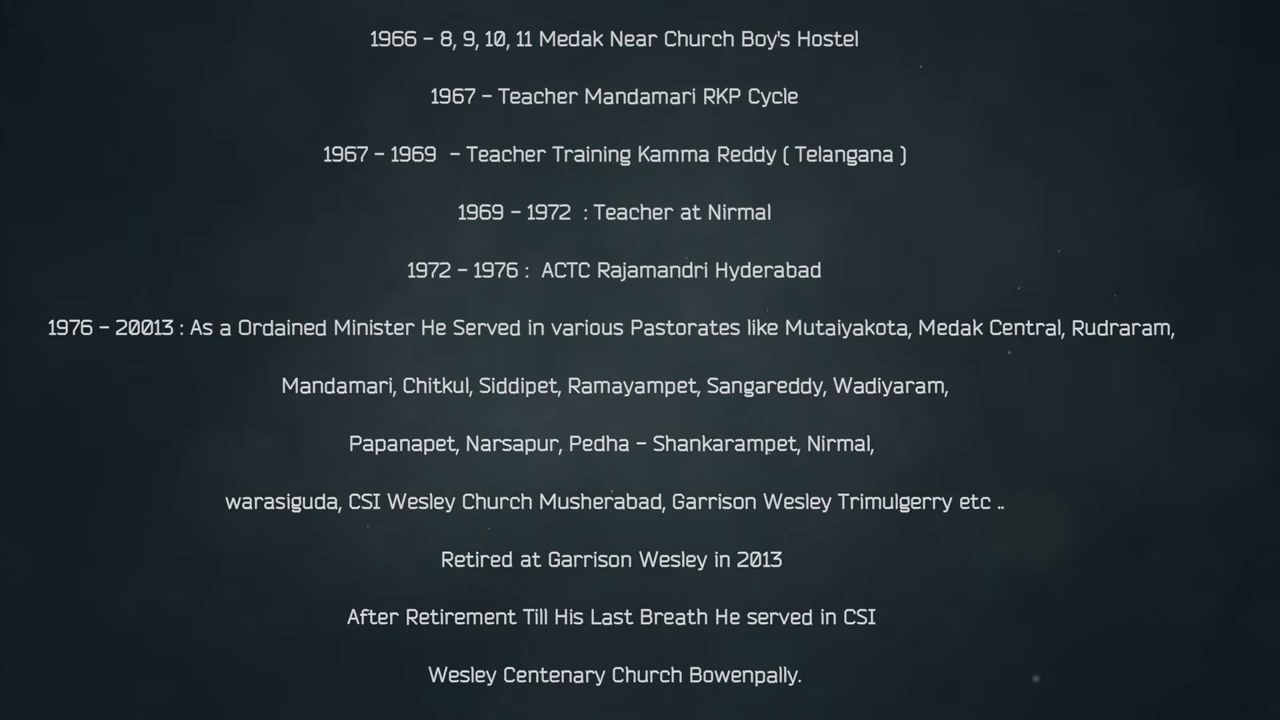 1966 - 8, 9, 10, 11 Medak Near Church Boy's Hostel
1967 - Teacher Mandamari RKP Cycle
1967 - 1969 - Teacher Training Kamma Reddy ( Telangana )
1969 - 1972 : Teacher at Nirmal
1972 - 1976 : ACTC Rajamandri Hyderabad
1976 - 20013 : As a Ordained Minister He Served in various Pastorates like Mutaiyakota, Medak Central, Rudraram,
Mandamari, Chitkul, Siddipet, Ramayampet, Sangareddy, Wadiyaram,
Papanapet, Narsapur, Pedha - Shankarampet, Nirmal,
warasiguda, CSI Wesley Church Musherabad, Garrison Wesley Trimulgerry etc ..
Retired at Garrison Wesley in 2013
After Retirement Till His Last Breath He served in CSI
Wesley Centenary Church Bowenpally.